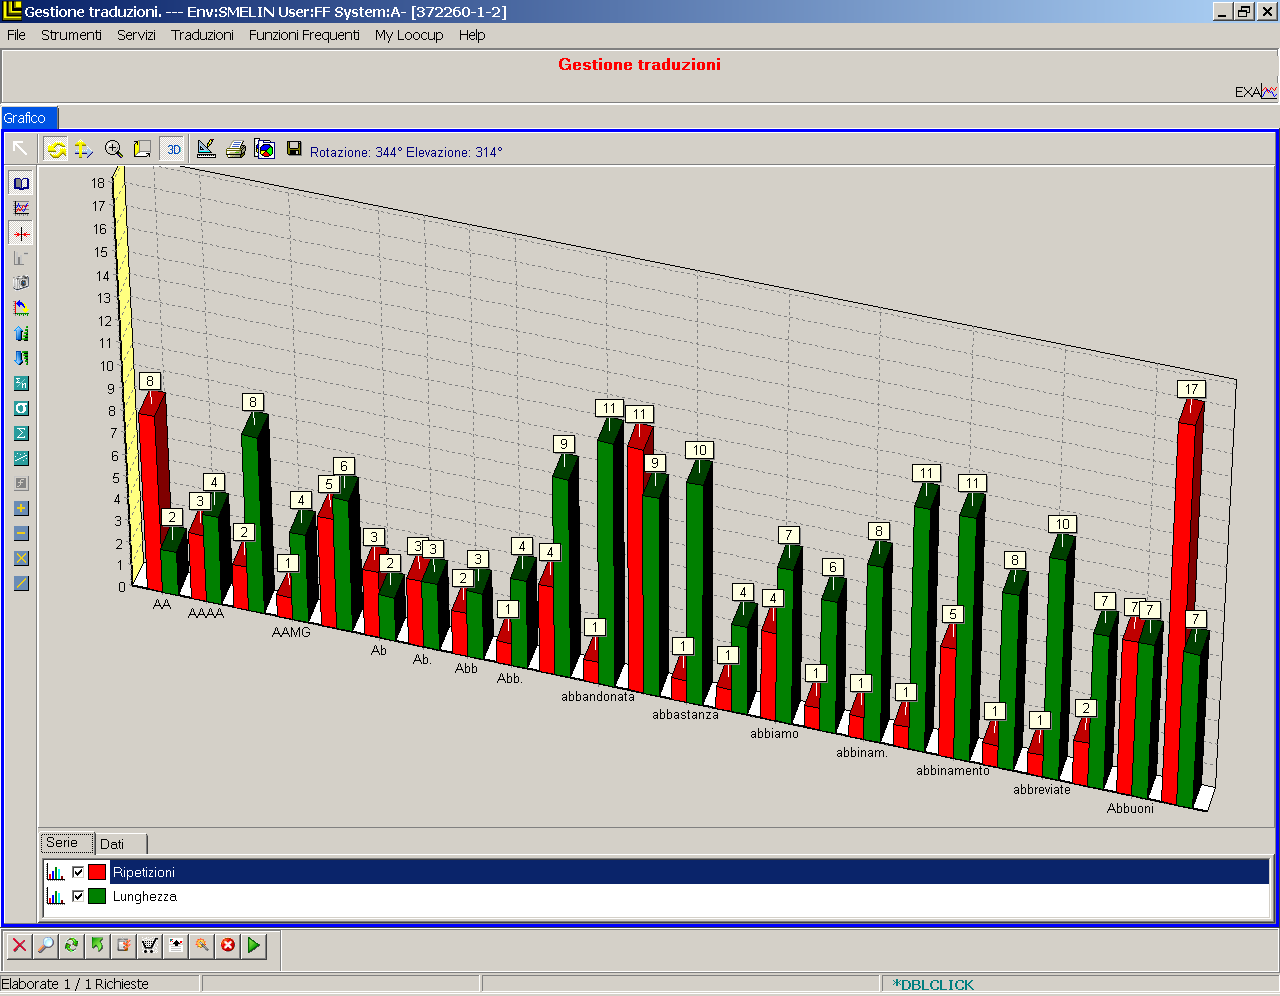 Gestione traduzioni. --- Env:SMELIN User:FF System:A- [372260-1-2]
File Strumenti Servizi Traduzioni Funzioni Frequenti My Loocup Help
Gestione traduzioni
EXA
Grafico
3D Rotazione: 344° Elevazione: 314°
18
17
16
15
14
13
12
11
10
9
8
7
6
5
4
3
2
1
0
8 2 3 4 2 8 1 4 5 6 3 2 3 3 2 3 1 4 4 9 1 11 11 9 1 10 1 4 4 7 1 6 1 8 1 11 5 11 1 8 1 10 2 7 7 7 17 7
AA
AAAA
AAMG
Ab
Ab.
Abb
Abb.
abbandonata
abbastanza
abbiamo
abbinam.
abbinamento
abbreviate
Abbuoni
Serie Dati
Ripetizioni
Lunghezza
Elaborate 1 / 1 Richieste *DBLCLICK